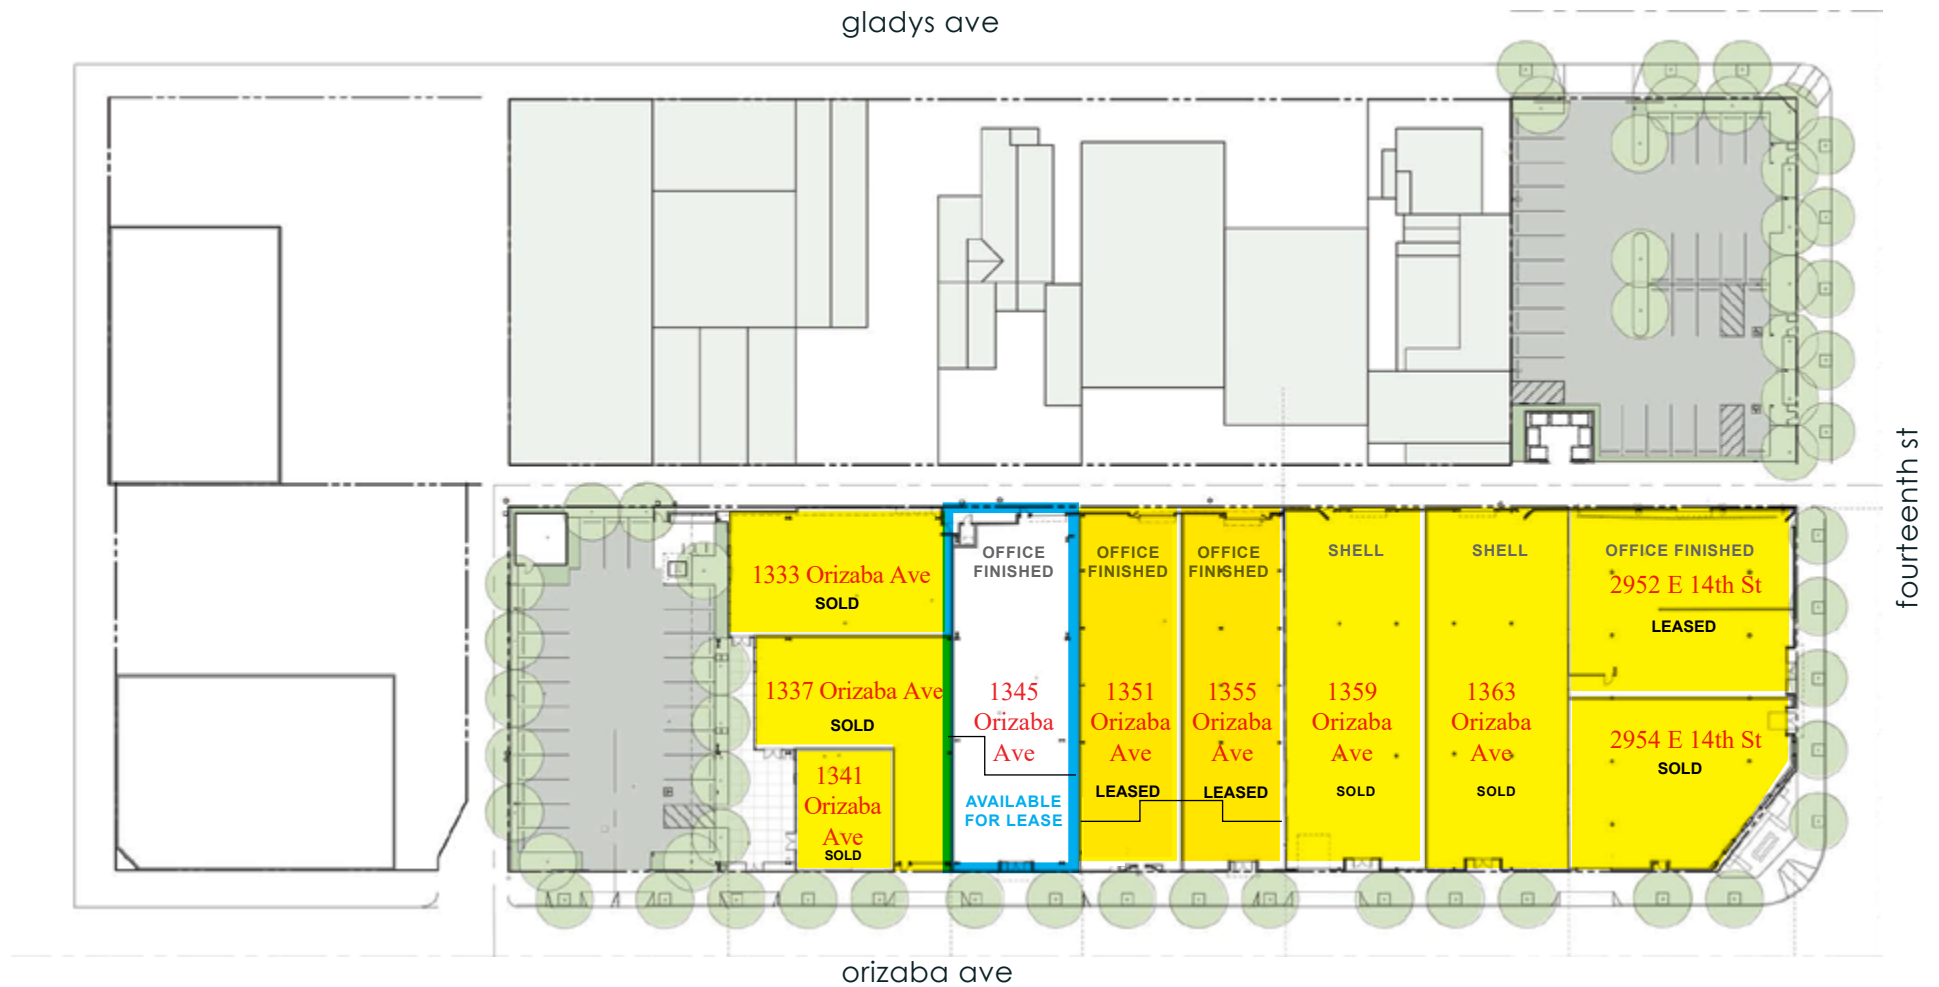 gladys ave
fourteenth st
1333 Orizaba Ave
SOLD
1337 Orizaba Ave
SOLD
1341
Orizaba
Ave
SOLD
OFFICE
FINISHED
1345
Orizaba
Ave
AVAILABLE
FOR LEASE
OFFICE
FINISHED
1351
Orizaba
Ave
LEASED
OFFICE
FINISHED
1355
Orizaba
Ave
LEASED
SHELL
1359
Orizaba
Ave
SOLD
SHELL
1363
Orizaba
Ave
SOLD
OFFICE FINISHED
2952 E 14th St
LEASED
2954 E 14th St
SOLD
orizaba ave